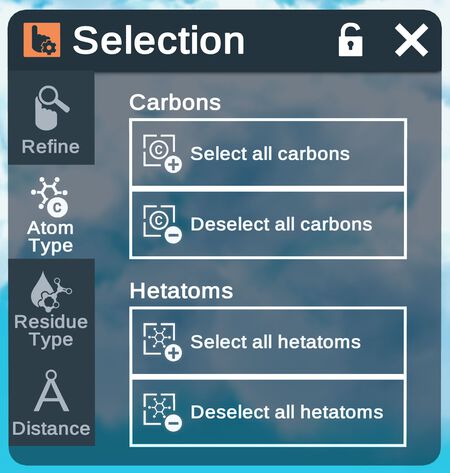 Selection
Refine
Atom
Type
Residue
Type
Distance
Carbons
Select all carbons
Deselect all carbons
Hetatoms
Select all hetatoms
Deselect all hetatoms